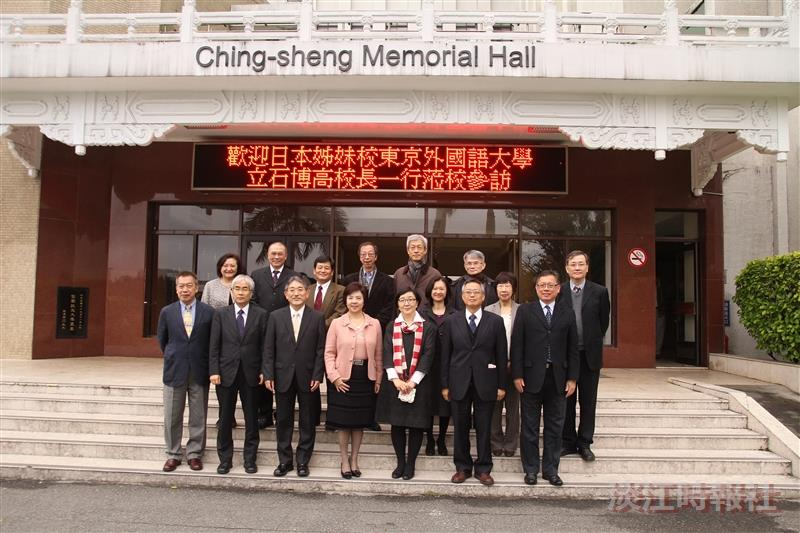 Ching-sheng Memorial Hall
歡迎日本姊妹校東京外國語大學
立石博高校長一行蒞校參訪
淡江時報社